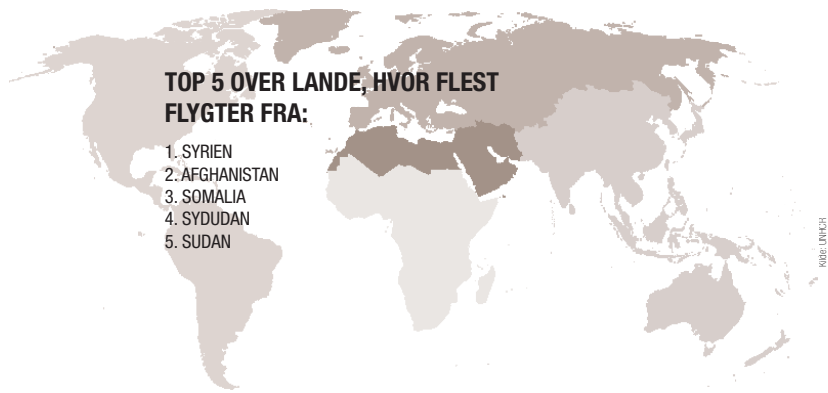 TOP 5 OVER LANDE, HVOR FLEST
FLYGTER FRA:
1. SYRIEN
2. AFGHANISTAN
3. SOMALIA
4. SYDUDAN
5. SUDAN
Kilde: UNHCR